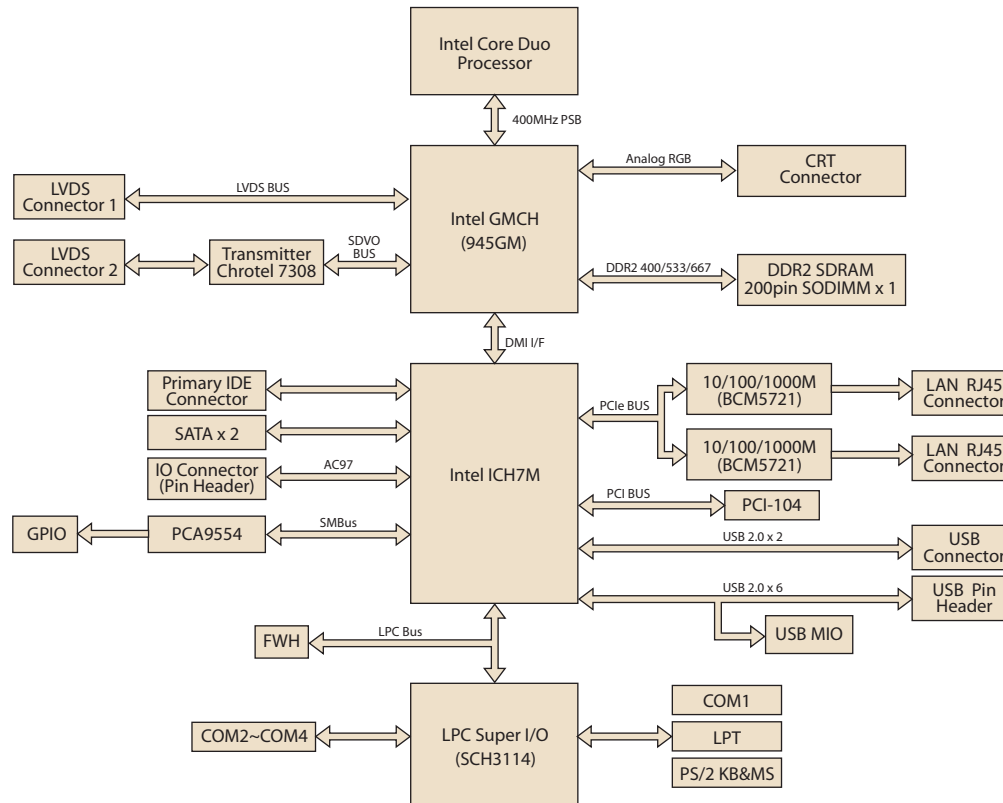 Intel Core Duo
Processor
400MHz PSB
LVDS
Connector 1
LVDS BUS
Intel GMCH
(945GM)
Analog RGB
CRT
Connector
LVDS
Connector 2
Transmitter
Chrotel 7308
SDVO
BUS
DDR2 400/533/667
DDR2 SDRAM
200pin SODIMM x 1
DMI I/F
Primary IDE
Connector
SATA x 2
IO Connector
(Pin Header)
AC97
GPIO
PCA9554
SMBus
Intel ICH7M
PCIe BUS
10/100/1000M
(BCM5721)
LAN RJ45
Connector
10/100/1000M
(BCM5721)
LAN RJ45
Connector
PCI BUS
PCI-104
USB 2.0 x 2
USB
Connector
USB 2.0 x 6
USB Pin
Header
USB MIO
FWH
LPC Bus
COM2~COM4
LPC Super I/O
(SCH3114)
COM1
LPT
PS/2 KB&MS